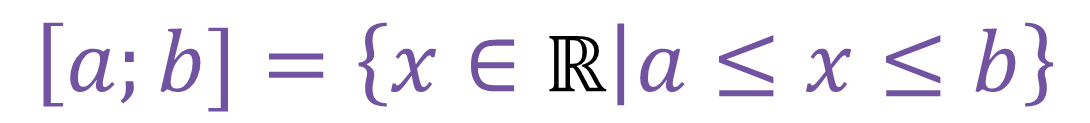 [a; b] = {x ∈ ℝ|a ≤ x ≤ b}